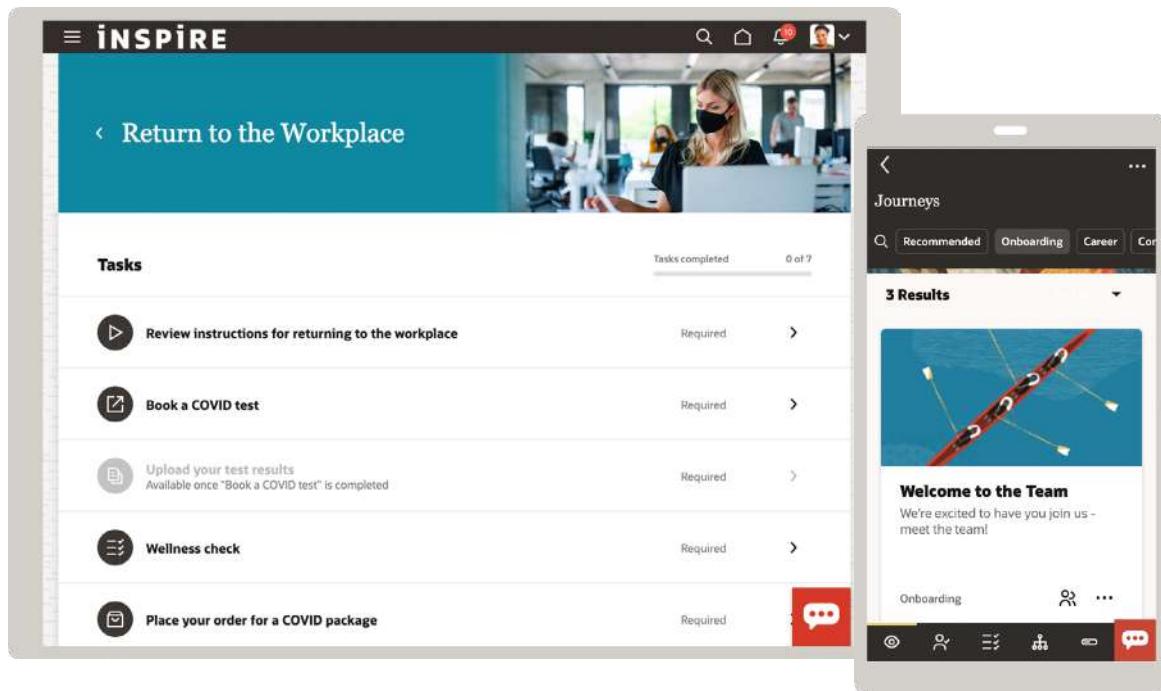 iNSPiRE
10
Return to the Workplace
Tasks
Tasks completed 0 of 7
Review instructions for returning to the workplace Required
Book a COVID test Required
Upload your test results
Available once "Book a COVID test" is completed
Required
Wellness check Required
Place your order for a COVID package Required
Journeys
Recommended Onboarding Career Cor
3 Results
Welcome to the Team
We're excited to have you join us -
meet the team!
Onboarding